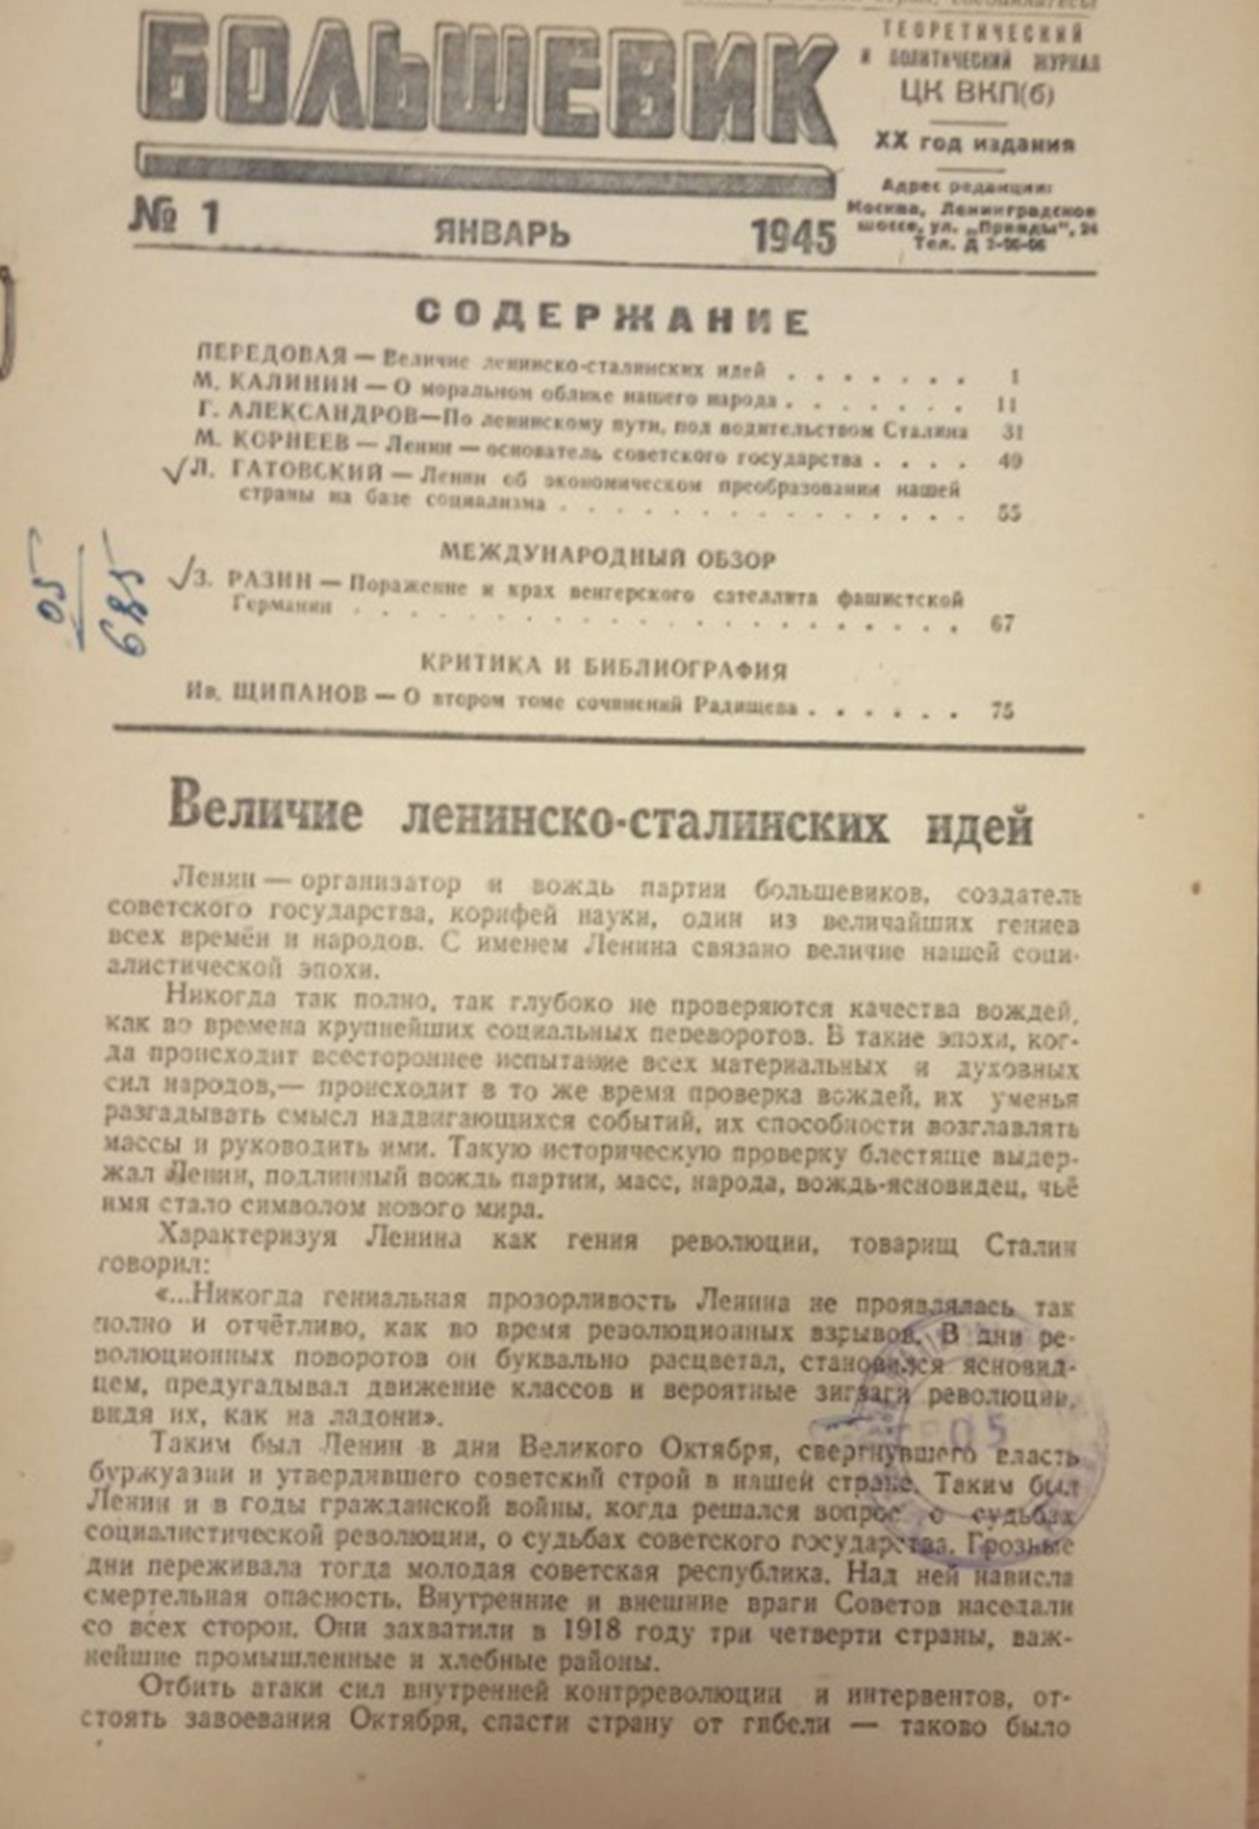 БОЛЬШЕВИК
ТЕОРЕТИЧЕСКИЙ
И ПОЛИТИЧЕСКИЙ ЖУРНАЛ
ЦК ВКП(б)
XX год издания
Адрес редакции:
Москва, Ленинградское
шоссе, ул. „Правды", 24
Тел. Д
№ 1 ЯНВАРЬ 1945
СОДЕРЖАНИЕ
ПЕРЕДОВАЯ — Величие ленинско-сталинских идей . . . . . . . 1
М. КАЛИНИН — О моральном облике нашего народа . . . . . . . 11
Г. АЛЕКСАНДРОВ—По ленинскому пути, под водительством Сталина 31
М. КОРНЕЕВ — Ленин — основатель советского государства . . . . 49
Л. ГАТОВСКИЙ — Ленин об экономическом преобразовании нашей
страны на базе социализма . . . . . . . . . . . . . . . 55
МЕЖДУНАРОДНЫЙ ОБЗОР
З. РАЗИН — Поражение и крах венгерского сателлита фашистской
Германии . . . . . . . . . . . . . . . . . . . . 67
КРИТИКА И БИБЛИОГРАФИЯ
Ив. ЩИПАНОВ — О втором томе сочинений Радищева . . . . . . 75
05
685
Величие ленинско-сталинских идей
Ленин — организатор и вождь партии большевиков, создатель
советского государства, корифей науки, один из величайших гениев
всех времён и народов. С именем Ленина связано величие нашей соци-
алистической эпохи.
Никогда так полно, так глубоко не проверяются качества вождей,
как во времена крупнейших социальных переворотов. В такие эпохи, ког-
да происходит всестороннее испытание всех материальных и духовных
сил народов,— происходит в то же время проверка вождей, их уменья
разгадывать смысл надвигающихся событий, их способности возглавлять
массы и руководить ими. Такую историческую проверку блестяще выдер-
жал Ленин, подлинный вождь партии, масс, народа, вождь-ясновидец, чьё
имя стало символом нового мира.
Характеризуя Ленина как гения революции, товарищ Сталин
говорил:
«...Никогда гениальная прозорливость Ленина не проявлялась так
полно и отчётливо, как во время революционных взрывов. В дни ре-
волюционных поворотов он буквально расцветал, становился ясновид-
цем, предугадывал движение классов и вероятные зигзаги революции,
видя их, как на ладони».
Таким был Ленин в дни Великого Октября, свергнувшего власть
буржуазии и утвердившего советский строй в нашей стране. Таким был
Ленин и в годы гражданской войны, когда решался вопрос о судьбах
социалистической революции, о судьбах советского государства. Грозные
дни переживала тогда молодая советская республика. Над ней нависла
смертельная опасность. Внутренние и внешние враги Советов наседали
со всех сторон. Они захватили в 1918 году три четверти страны, важ-
нейшие промышленные и хлебные районы.
Отбить атаки сил внутренней контрреволюции и интервентов, от-
стоять завоевания Октября, спасти страну от гибели — таково было